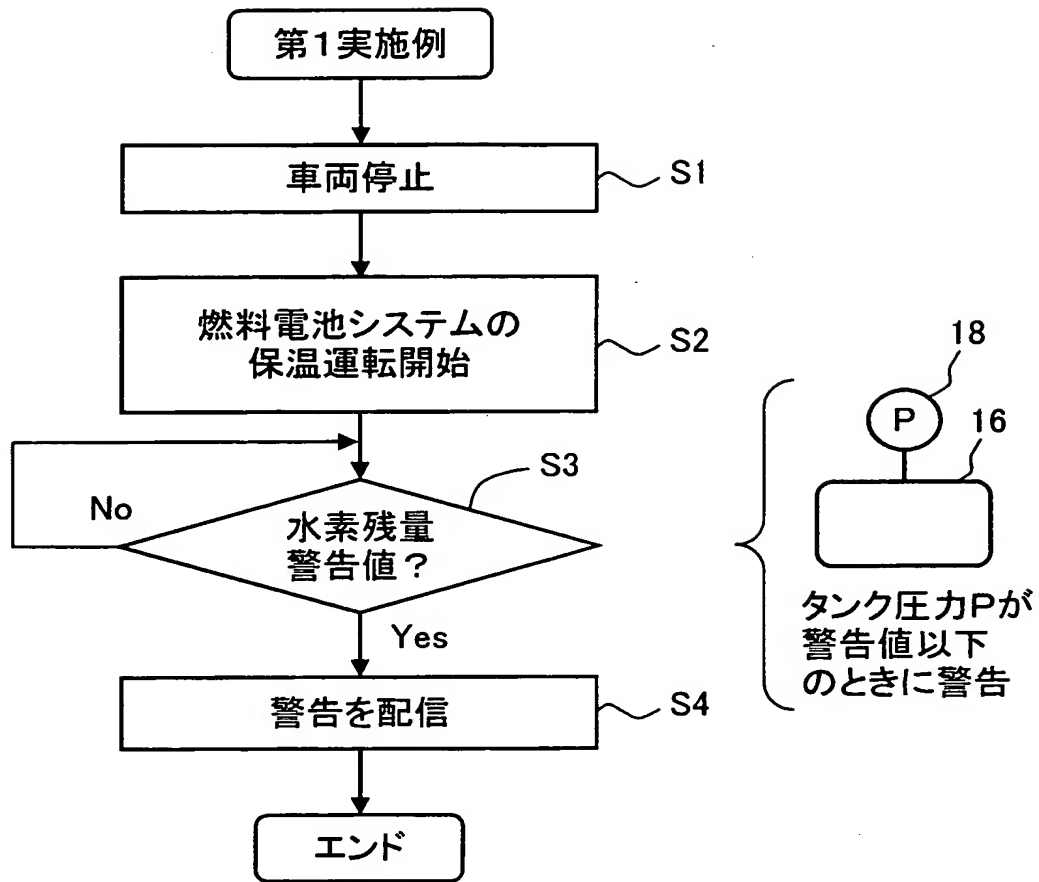 第1実施例
車両停止
S1
燃料電池システムの
保温運転開始
S2
S3
No
水素残量
警告値？
Yes
警告を配信
S4
エンド
18
P
16
タンク圧力Pが
警告値以下
のときに警告